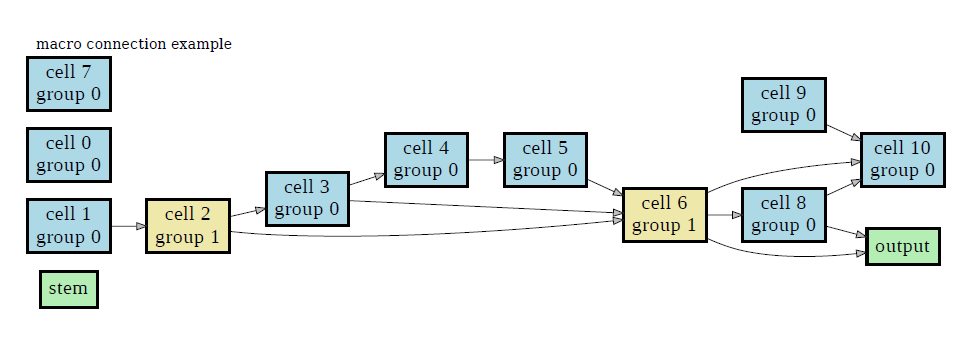 macro connection example
cell 7
group 0
cell 0
group 0
cell 1
group 0
stem
cell 2
group 1
cell 3
group 0
cell 4
group 0
cell 5
group 0
cell 6
group 1
cell 9
group 0
cell 8
group 0
cell 10
group 0
output